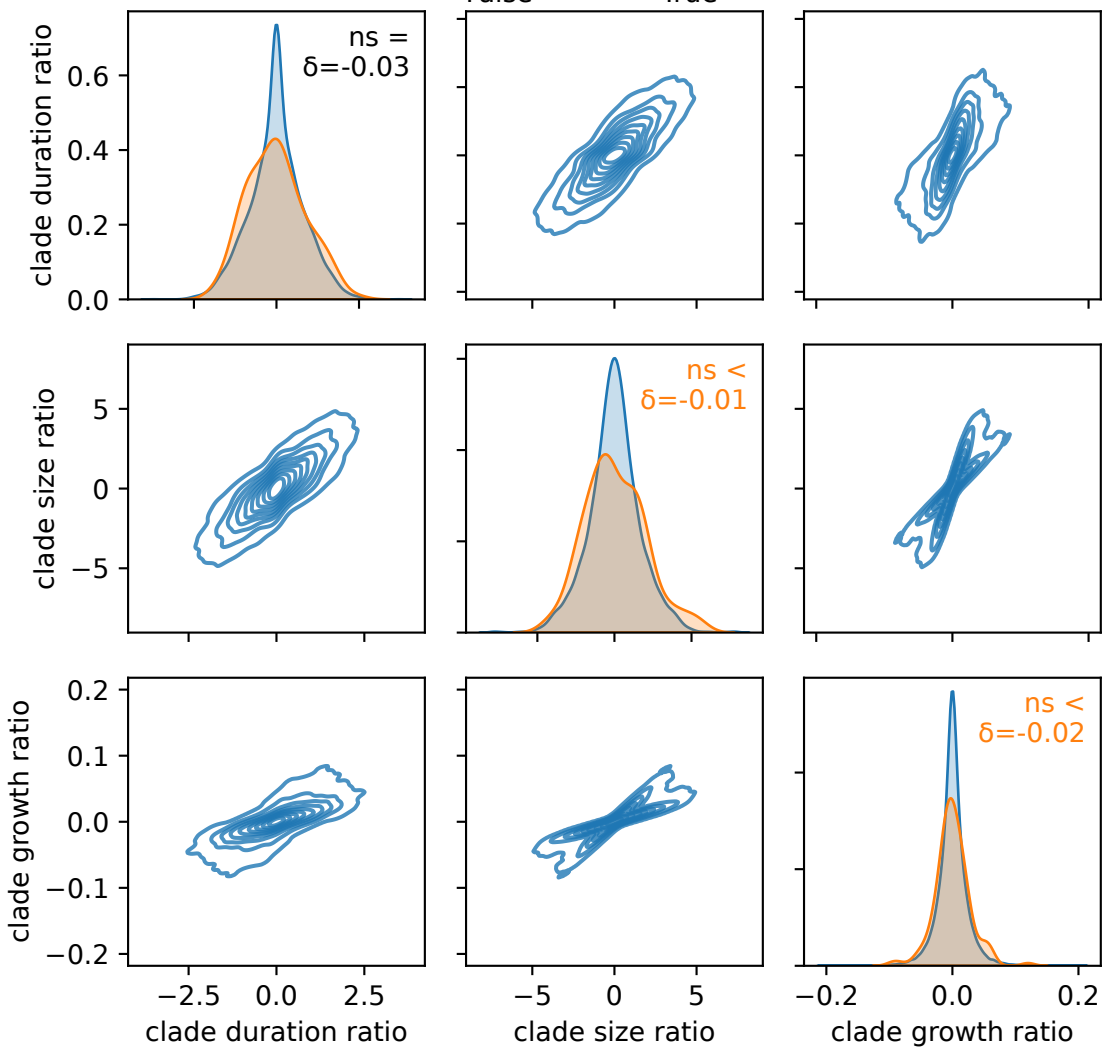 clade duration ratio
0.6
0.4
0.2
0.0
ns =
δ=-0.03
clade size ratio
5
0
−5
ns <
δ=-0.01
clade growth ratio
0.2
0.1
0.0
−0.1
−0.2
ns <
δ=-0.02
−2.5 0.0 2.5
−5 0 5
−0.2 0.0 0.2
clade duration ratio
clade size ratio
clade growth ratio